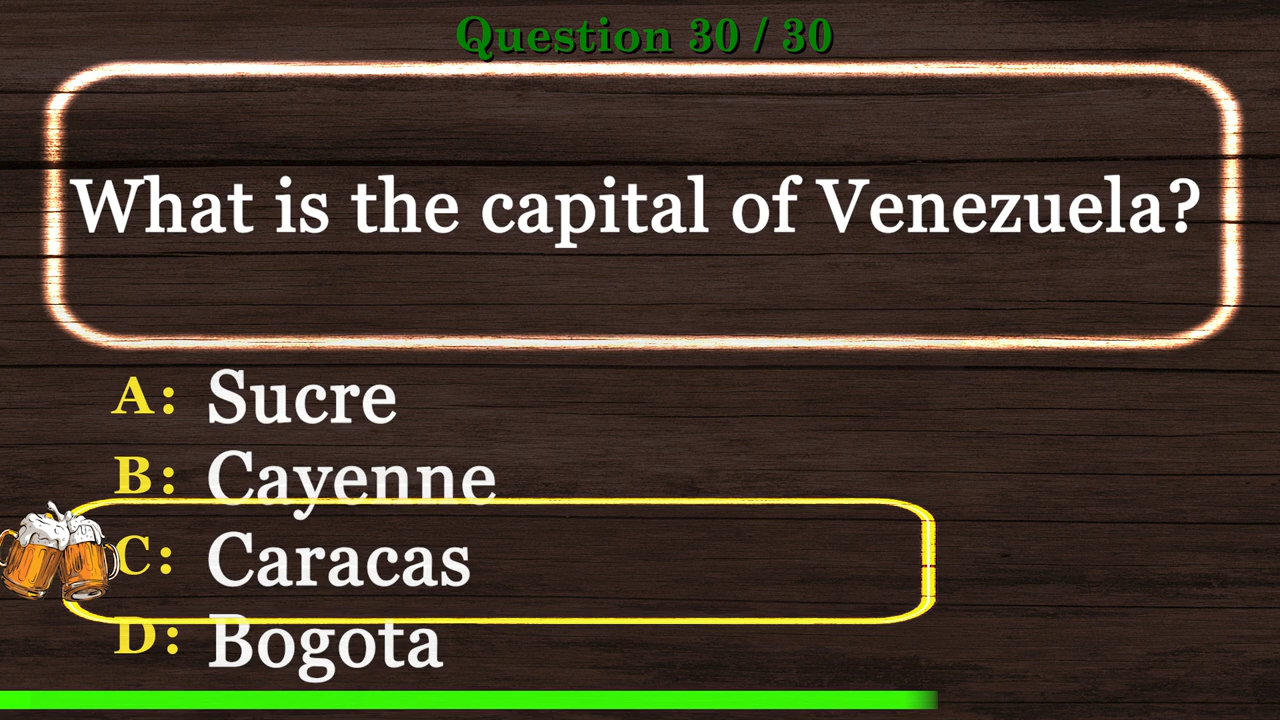 Question 30 / 30
What is the capital of Venezuela?
A: Sucre
B: Cayenne
C: Caracas
D: Bogota